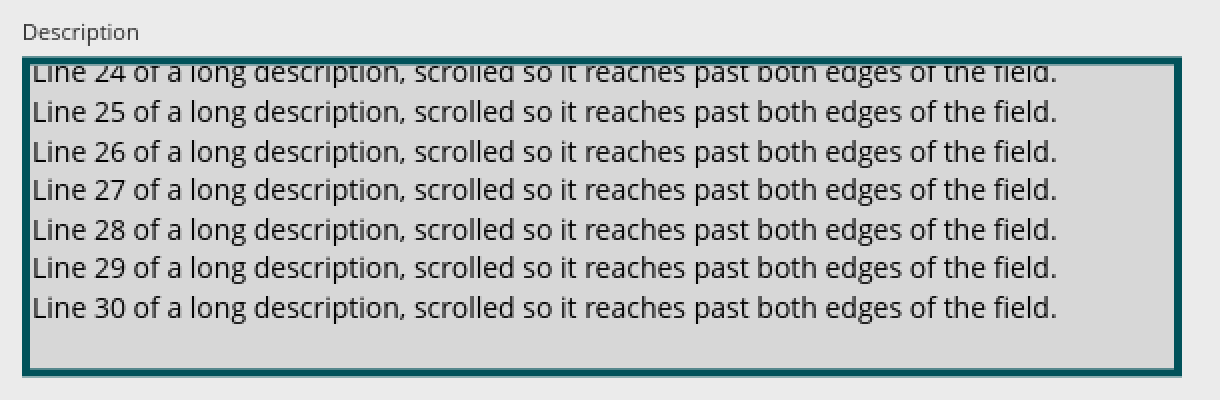 Description
Line 24 of a long description, scrolled so it reaches past both edges of the field.
Line 25 of a long description, scrolled so it reaches past both edges of the field.
Line 26 of a long description, scrolled so it reaches past both edges of the field.
Line 27 of a long description, scrolled so it reaches past both edges of the field.
Line 28 of a long description, scrolled so it reaches past both edges of the field.
Line 29 of a long description, scrolled so it reaches past both edges of the field.
Line 30 of a long description, scrolled so it reaches past both edges of the field.